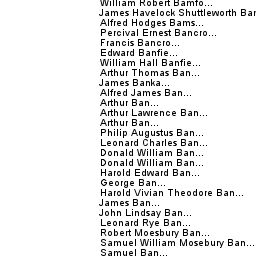 William Robert Bamfo...
James Havelock Shuttleworth Bar
Alfred Hodges Bams...
Percival Ernest Bancro...
Francis Bancro...
Edward Banfie...
William Hall Banfie...
Arthur Thomas Ban...
James Banka...
Alfred James Ban...
Arthur Ban...
Arthur Lawrence Ban...
Arthur Ban...
Philip Augustus Ban...
Leonard Charles Ban...
Donald William Ban...
Donald William Ban...
Harold Edward Ban...
George Ban...
Harold Vivian Theodore Ban...
James Ban...
John Lindsay Ban...
Leonard Rye Ban...
Robert Moesbury Ban...
Samuel William Mosebury Ban...
Samuel Ban...